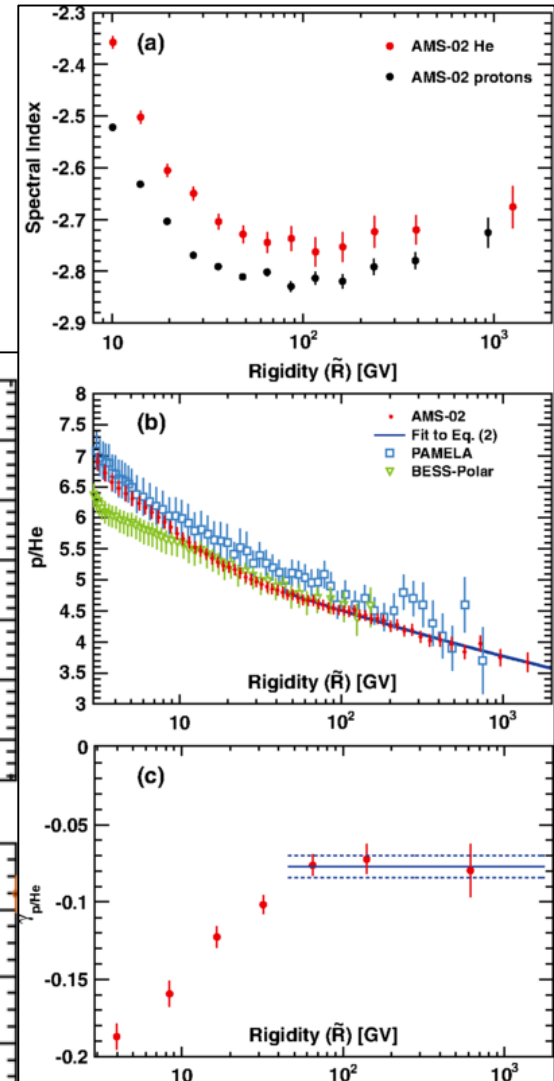 -2.3
(a)
AMS-02 He
AMS-02 protons
-2.4
-2.5
-2.6
-2.7
-2.8
-2.9
Spectral Index
10 10² 10³
Rigidity (R̃) [GV]
8
(b)
AMS-02
Fit to Eq. (2)
PAMELA
BESS-Polar
7.5
7
6.5
6
5.5
5
4.5
4
3.5
3
p/He
Rigidity (R̃) [GV]
10 10² 10³
0
(c)
-0.05
-0.1
-0.15
-0.2
γp/He
Rigidity (R̃) [GV]
10 10² 10³